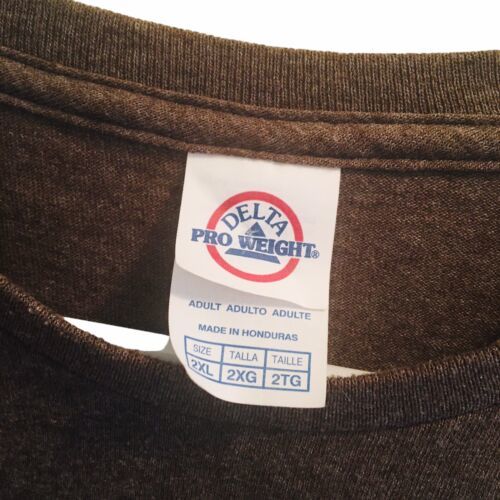 DELTA
PRO WEIGHT®
ADULT ADULTO ADULTE
MADE IN HONDURAS
SIZE TALLA TAILLE
2XL 2XG 2TG